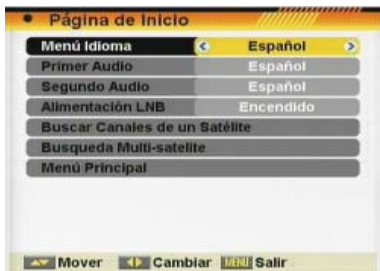 Página de Inicio
Menú Idioma Español
Primer Audio Español
Segundo Audio Español
Alimentación LNB Encendido
Buscar Canales de un Satélite
Busqueda Multi-satelite
Menú Principal
Mover Cambiar MENU Salir